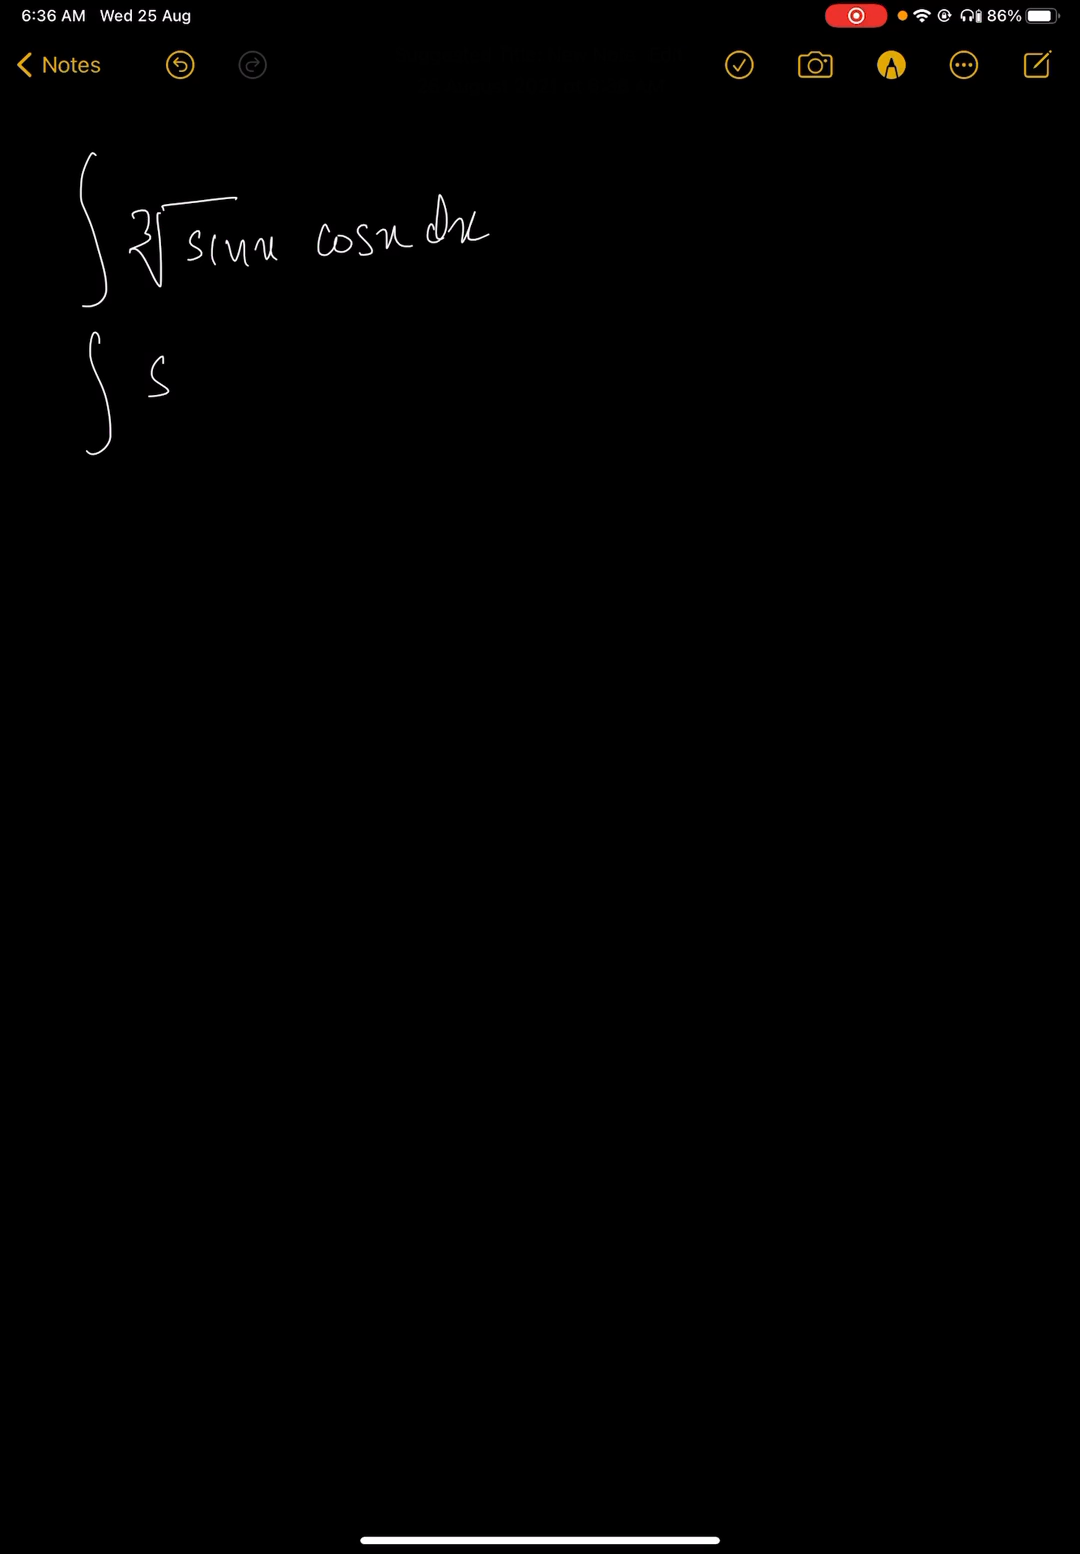 6:36 AM Wed 25 Aug 86%
Notes
∫ ∛sinx cosx dx
∫ s